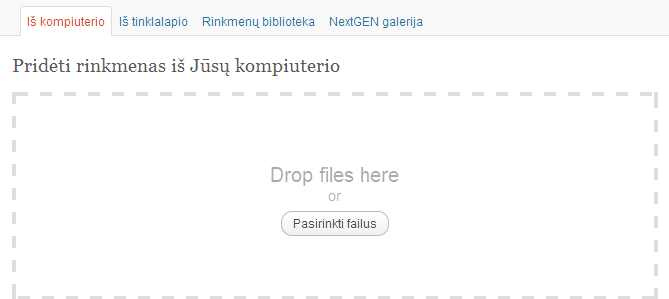 Iš kompiuterio Iš tinklalapio Rinkmenų biblioteka NextGEN galerija
Pridėti rinkmenas iš Jūsų kompiuterio
Drop files here
or
Pasirinkti failus